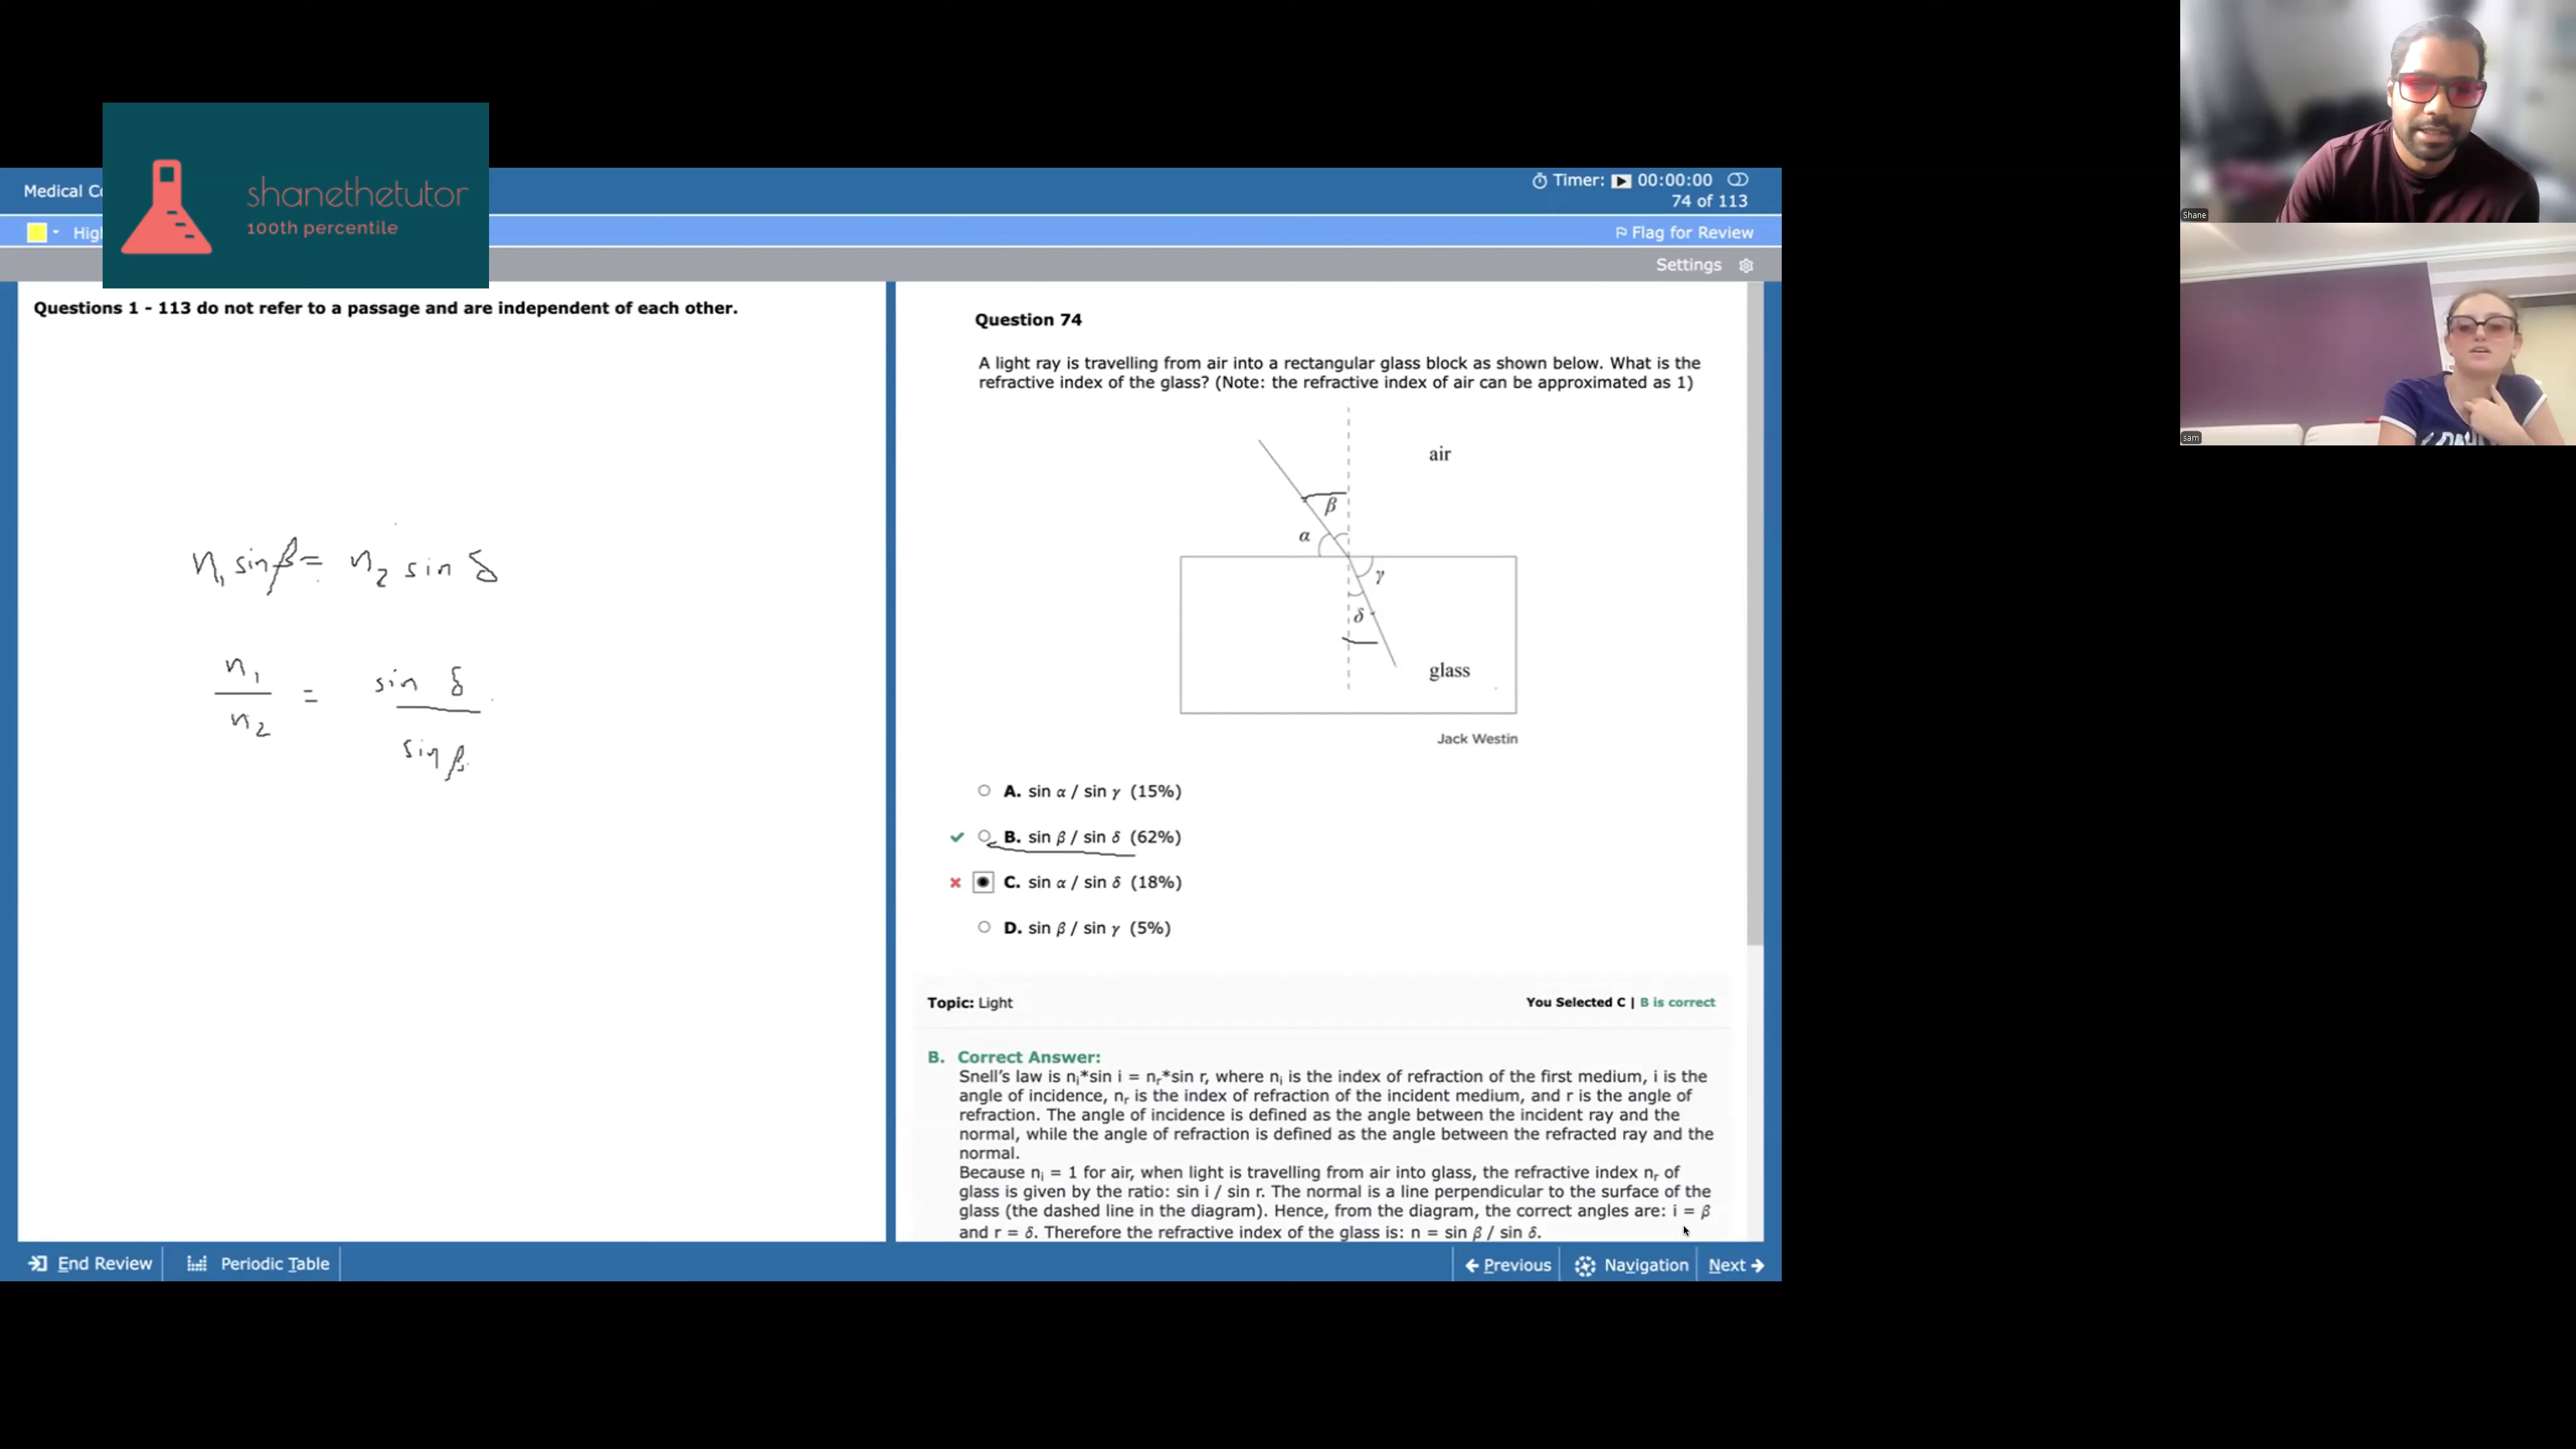 shanethetutor
100th percentile
Medical Co
Timer: 00:00:00
74 of 113
High
Flag for Review
Settings
Questions 1 - 113 do not refer to a passage and are independent of each other.
n₁ sin β = n₂ sin δ
n₁
n₂
=
sin δ
sin β
Question 74
A light ray is travelling from air into a rectangular glass block as shown below. What is the
refractive index of the glass? (Note: the refractive index of air can be approximated as 1)
air
β
α
γ
δ
glass
Jack Westin
A. sin α / sin γ (15%)
B. sin β / sin δ (62%)
C. sin α / sin δ (18%)
D. sin β / sin γ (5%)
Topic: Light
You Selected C | B is correct
B. Correct Answer:
Snell's law is nᵢ*sin i = nᵣ*sin r, where nᵢ is the index of refraction of the first medium, i is the
angle of incidence, nᵣ is the index of refraction of the incident medium, and r is the angle of
refraction. The angle of incidence is defined as the angle between the incident ray and the
normal, while the angle of refraction is defined as the angle between the refracted ray and the
normal.
Because nᵢ = 1 for air, when light is travelling from air into glass, the refractive index nᵣ of
glass is given by the ratio: sin i / sin r. The normal is a line perpendicular to the surface of the
glass (the dashed line in the diagram). Hence, from the diagram, the correct angles are: i = β
and r = δ. Therefore the refractive index of the glass is: n = sin β / sin δ.
End Review
Periodic Table
Previous
Navigation
Next
Shane
sam